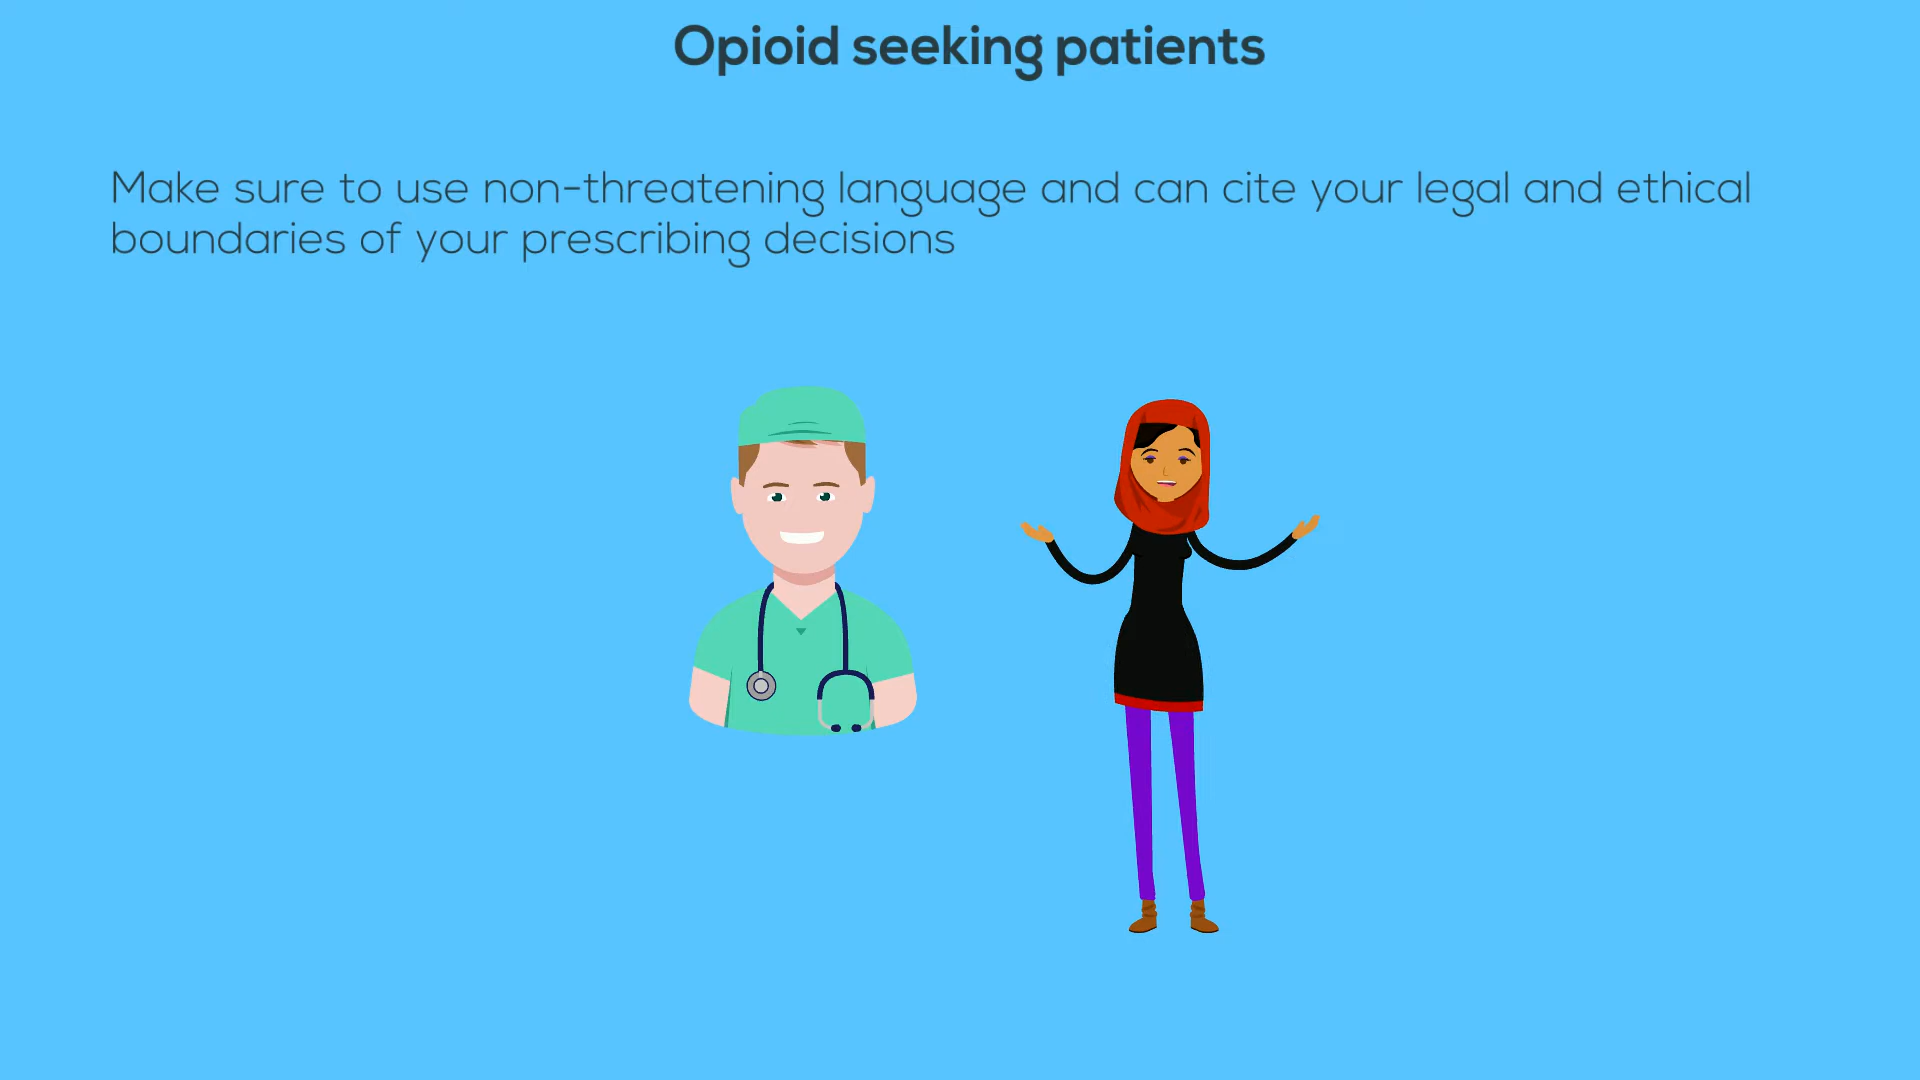 Opioid seeking patients
Make sure to use non-threatening language and can cite your legal and ethical
boundaries of your prescribing decisions